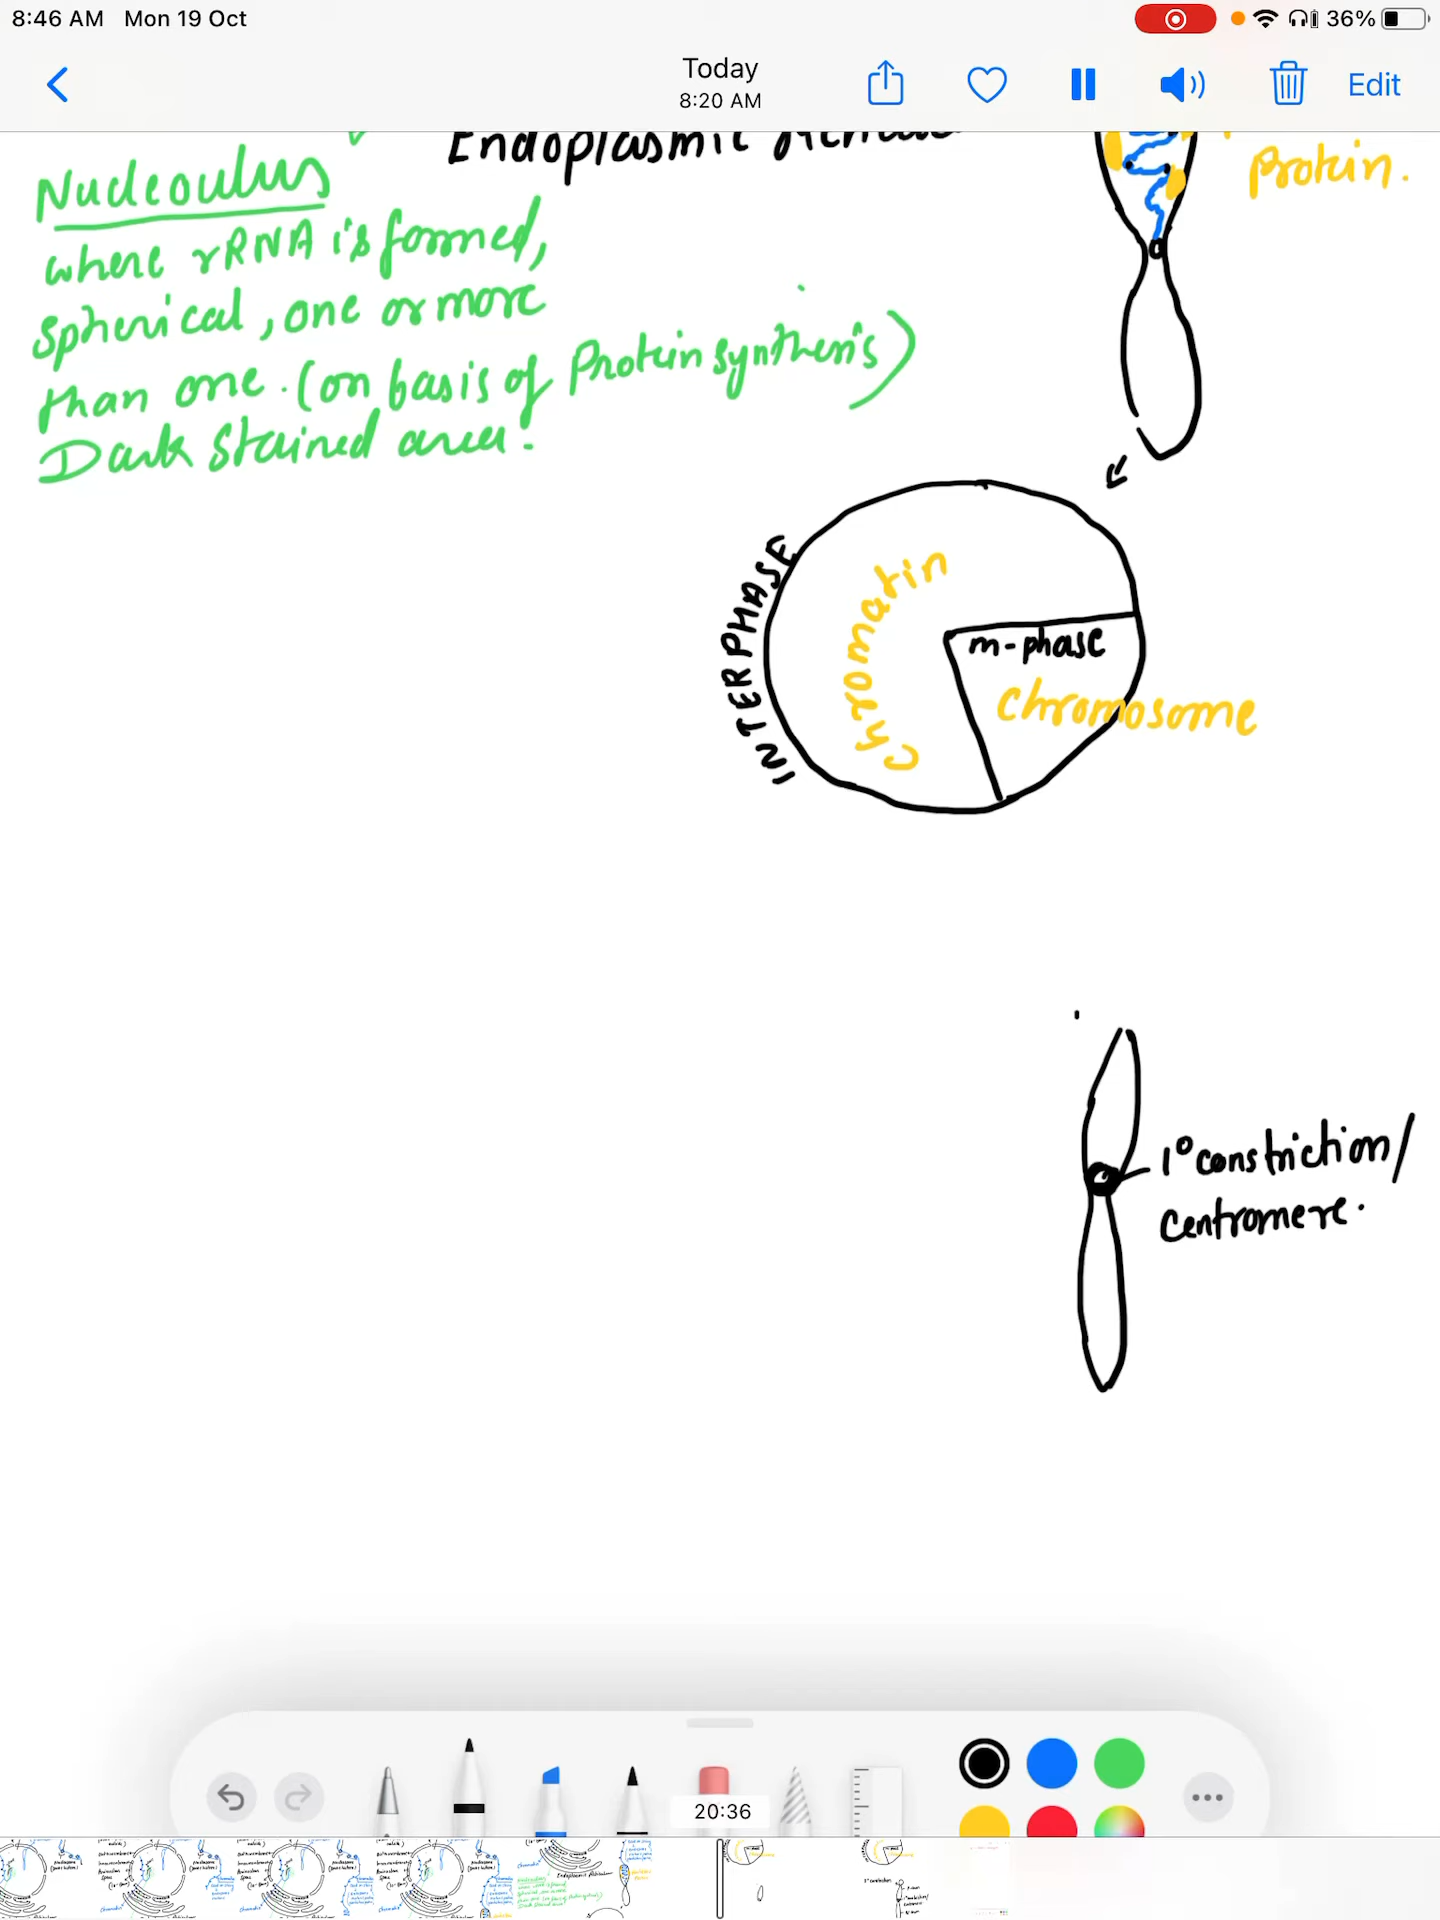 8:46 AM Mon 19 Oct
36%
Today
8:20 AM
Edit
Endoplasmic
Protein.
Nucleoulus
where rRNA is formed,
Spherical, one or more
than one. (on basis of Protein synthesis)
Dark Stained area.
INTERPHASE
Chromatin
m-phase
Chromosome
1° constriction/
Centromere.
20:36